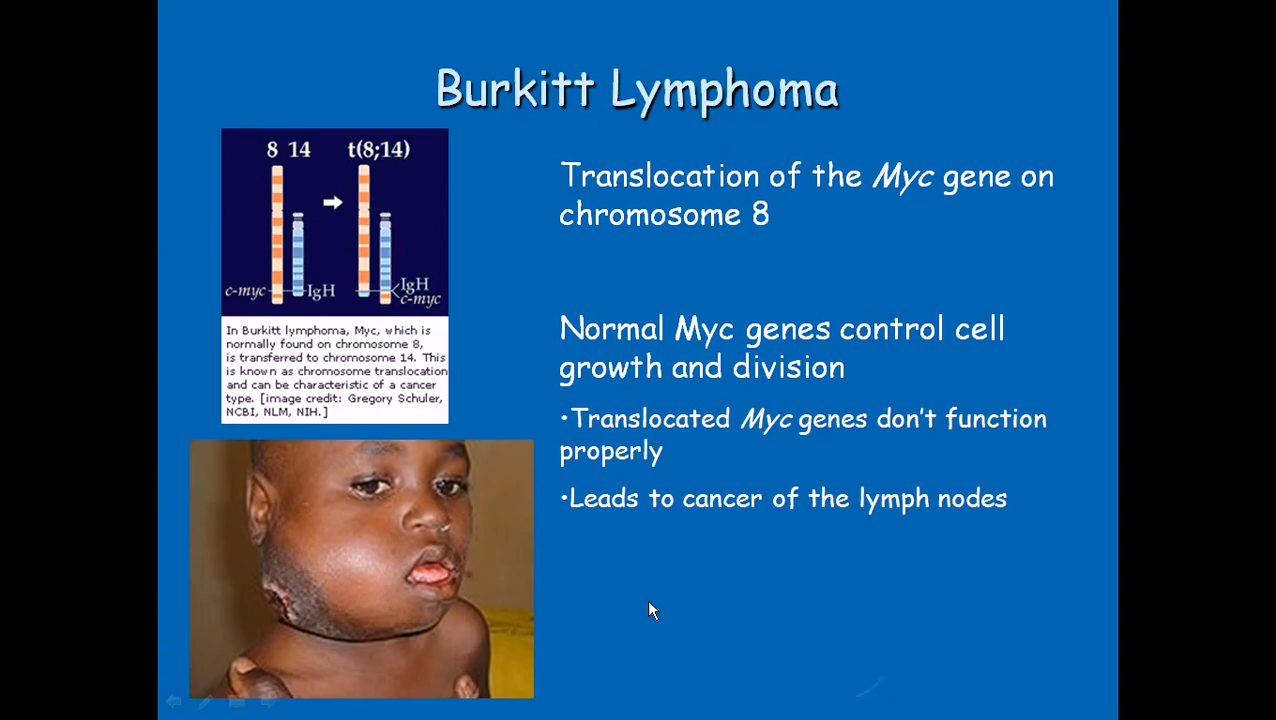 Burkitt Lymphoma
8 14 t(8;14)
c-myc IgH IgH
c-myc
In Burkitt lymphoma, Myc, which is
normally found on chromosome 8,
is transferred to chromosome 14. This
is known as chromosome translocation
and can be characteristic of a cancer
type. [image credit: Gregory Schuler,
NCBI, NLM, NIH.]
Translocation of the Myc gene on
chromosome 8
Normal Myc genes control cell
growth and division
•Translocated Myc genes don't function
properly
•Leads to cancer of the lymph nodes